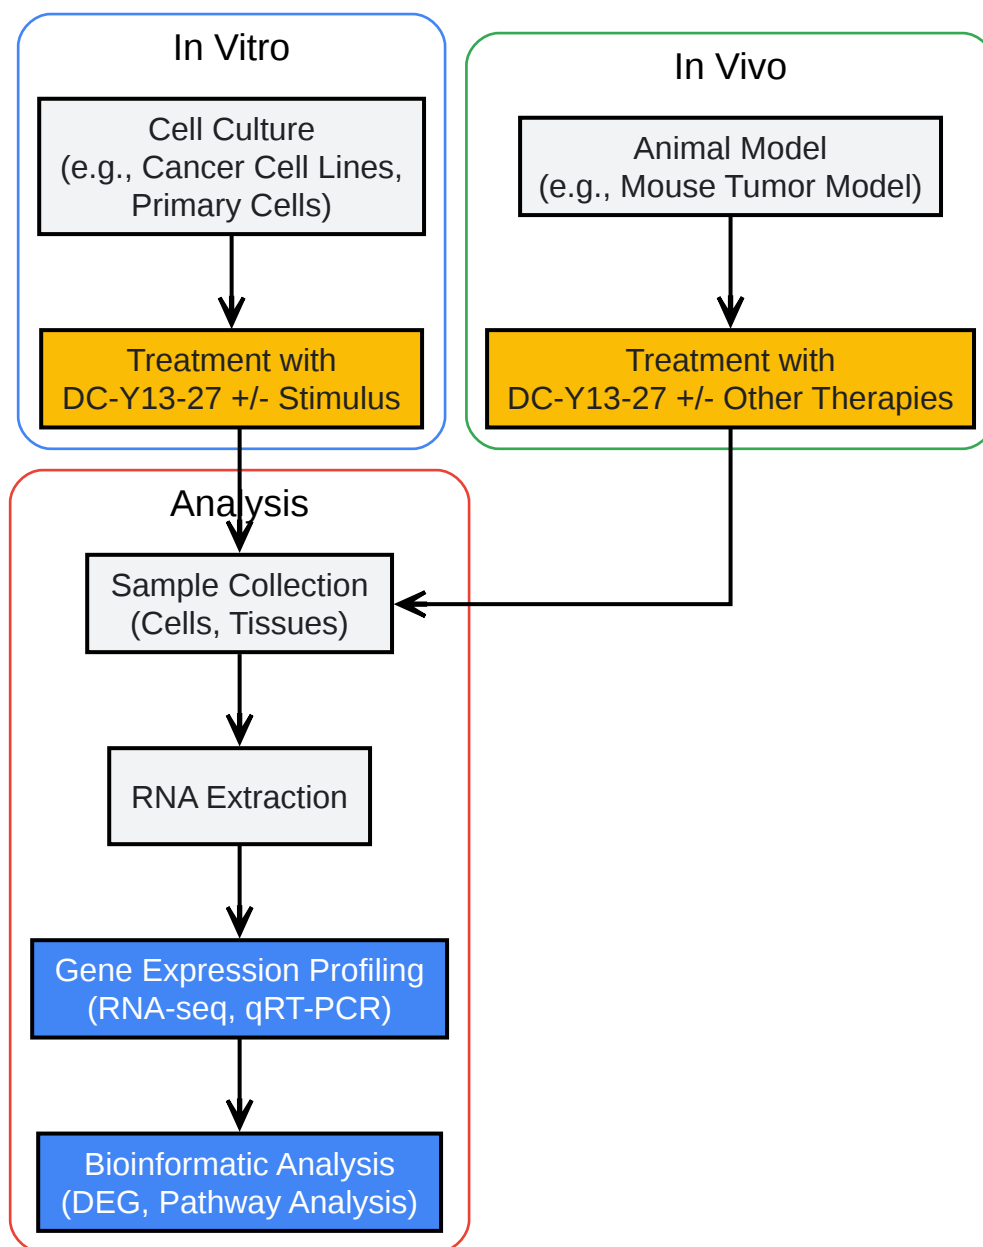 In Vitro
Cell Culture
(e.g., Cancer Cell Lines,
Primary Cells)
Treatment with
DC-Y13-27 +/- Stimulus
In Vivo
Animal Model
(e.g., Mouse Tumor Model)
Treatment with
DC-Y13-27 +/- Other Therapies
Analysis
Sample Collection
(Cells, Tissues)
RNA Extraction
Gene Expression Profiling
(RNA-seq, qRT-PCR)
Bioinformatic Analysis
(DEG, Pathway Analysis)